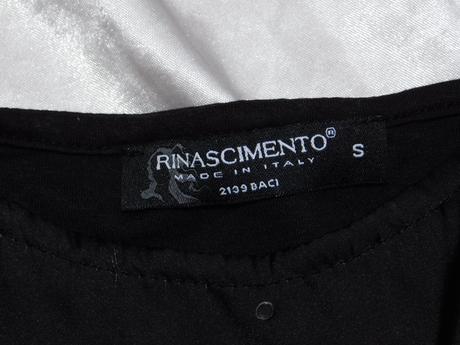 RINASCIMENTO®
MADE IN ITALY
S
2139 BACI